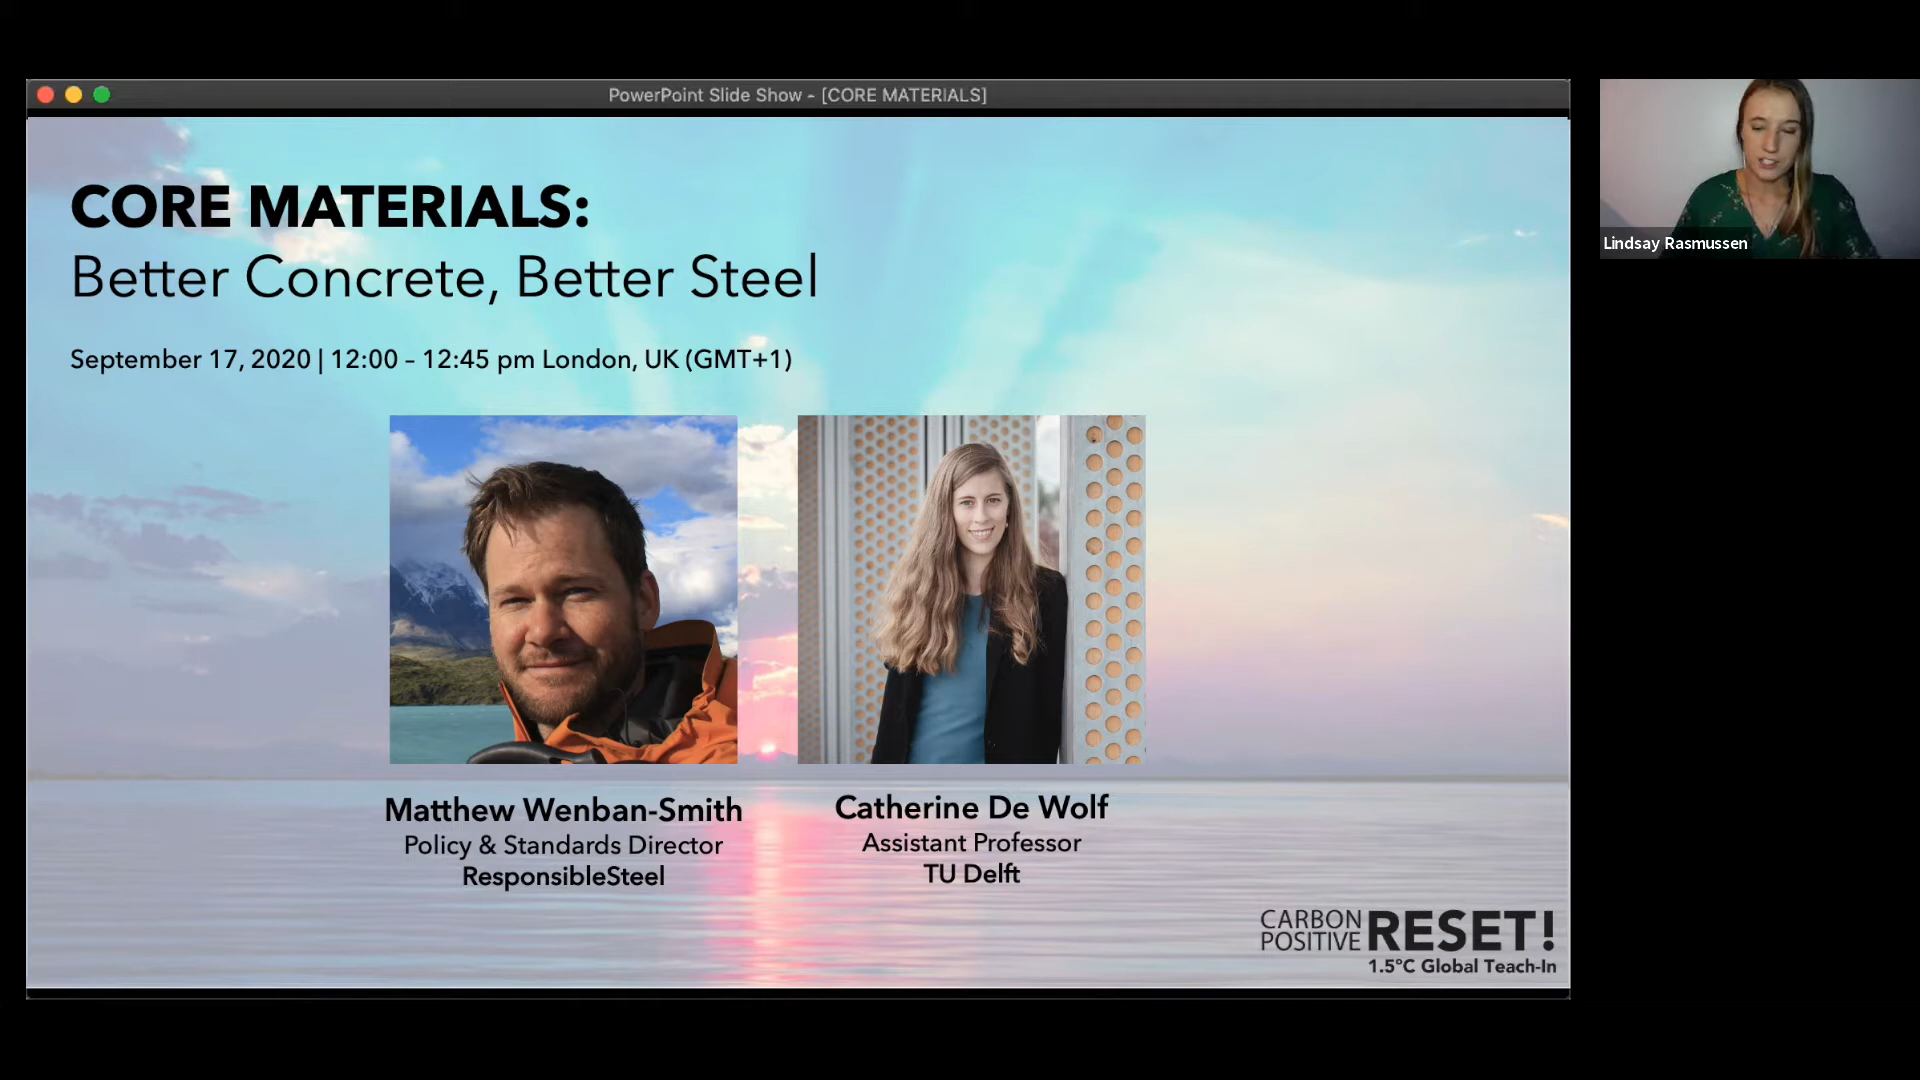 PowerPoint Slide Show - [CORE MATERIALS]
CORE MATERIALS:
Better Concrete, Better Steel
September 17, 2020 | 12:00 – 12:45 pm London, UK (GMT+1)
Matthew Wenban-Smith
Policy & Standards Director
ResponsibleSteel
Catherine De Wolf
Assistant Professor
TU Delft
CARBON POSITIVE RESET!
1.5°C Global Teach-In
Lindsay Rasmussen